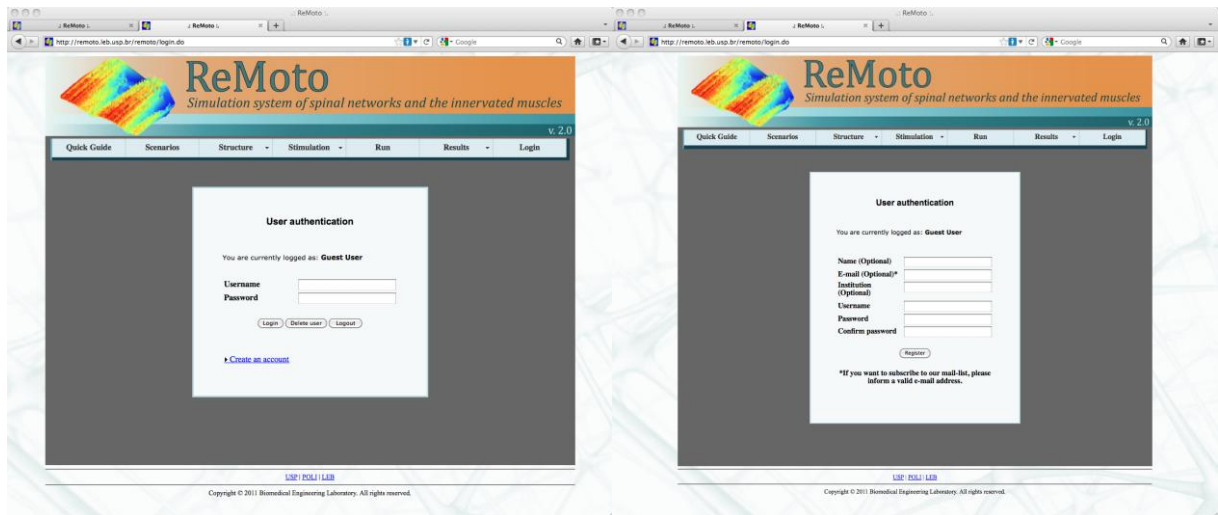 .: ReMoto :.
.: ReMoto :.
.: ReMoto :.
http://remoto.leb.usp.br/remoto/login.do
Google
ReMoto
Simulation system of spinal networks and the innervated muscles
v. 2.0
Quick Guide Scenarios Structure Stimulation Run Results Login
User authentication
You are currently logged as: Guest User
Username
Password
Login Delete user Logout
Create an account
USP | POLI | LEB
Copyright © 2011 Biomedical Engineering Laboratory. All rights reserved.
.: ReMoto :.
.: ReMoto :.
.: ReMoto :.
http://remoto.leb.usp.br/remoto/login.do
Google
ReMoto
Simulation system of spinal networks and the innervated muscles
v. 2.0
Quick Guide Scenarios Structure Stimulation Run Results Login
User authentication
You are currently logged as: Guest User
Name (Optional)
E-mail (Optional)*
Institution
(Optional)
Username
Password
Confirm password
Register
*If you want to subscribe to our mail-list, please
inform a valid e-mail address.
USP | POLI | LEB
Copyright © 2011 Biomedical Engineering Laboratory. All rights reserved.